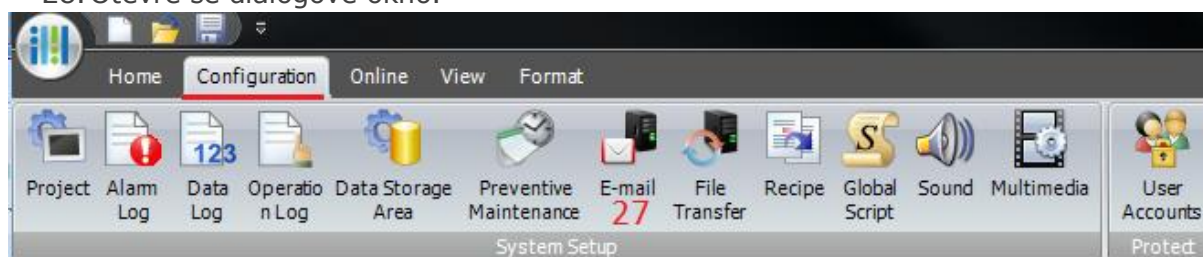 28. Otevře se dialogové okno.
Home Configuration Online View Format
123 S
Project Alarm Log Data Log Operatio n Log Data Storage Area Preventive Maintenance E-mail 27 File Transfer Recipe Global Script Sound Multimedia User Accounts
System Setup Protect